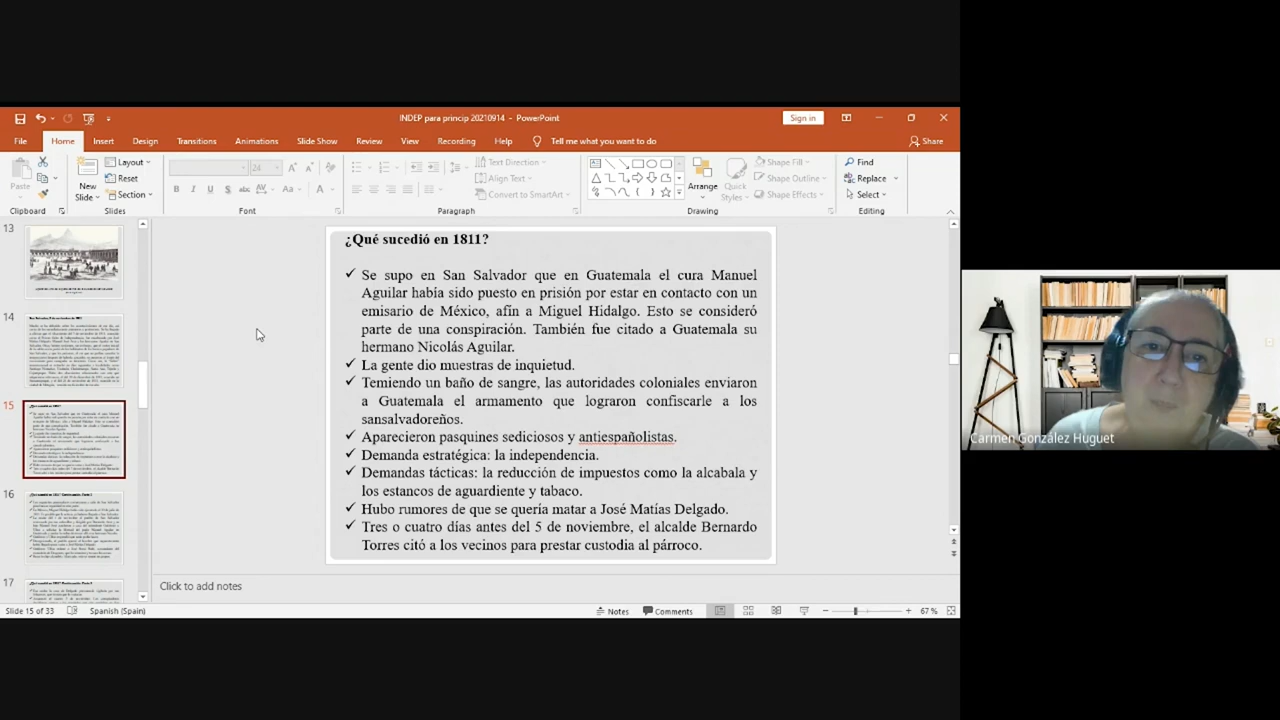 INDEP para princip 20210914 - PowerPoint
Sign in
File Home Insert Design Transitions Animations Slide Show Review View Recording Help Tell me what you want to do Share
Paste
New Slide
Layout
Reset
Section
24
B I U S abc AV Aa A
Text Direction
Align Text
Convert to SmartArt
Arrange
Quick Styles
Shape Fill
Shape Outline
Shape Effects
Find
Replace
Select
Clipboard Slides Font Paragraph Drawing Editing
13
14
15
16
17
¿Qué sucedió en 1811?
✓ Se supo en San Salvador que en Guatemala el cura Manuel
Aguilar había sido puesto en prisión por estar en contacto con un
emisario de México, afín a Miguel Hidalgo. Esto se consideró
parte de una conspiración. También fue citado a Guatemala su
hermano Nicolás Aguilar.
✓ La gente dio muestras de inquietud.
✓ Temiendo un baño de sangre, las autoridades coloniales enviaron
a Guatemala el armamento que lograron confiscarle a los
sansalvadoreños.
✓ Aparecieron pasquines sediciosos y antiespañolistas.
✓ Demanda estratégica: la independencia.
✓ Demandas tácticas: la reducción de impuestos como la alcabala y
los estancos de aguardiente y tabaco.
✓ Hubo rumores de que se quería matar a José Matías Delgado.
✓ Tres o cuatro días antes del 5 de noviembre, el alcalde Bernardo
Torres citó a los vecinos para prestar custodia al párroco.
Click to add notes
Slide 15 of 33 Spanish (Spain) Notes Comments 67 %
Carmen González Huguet